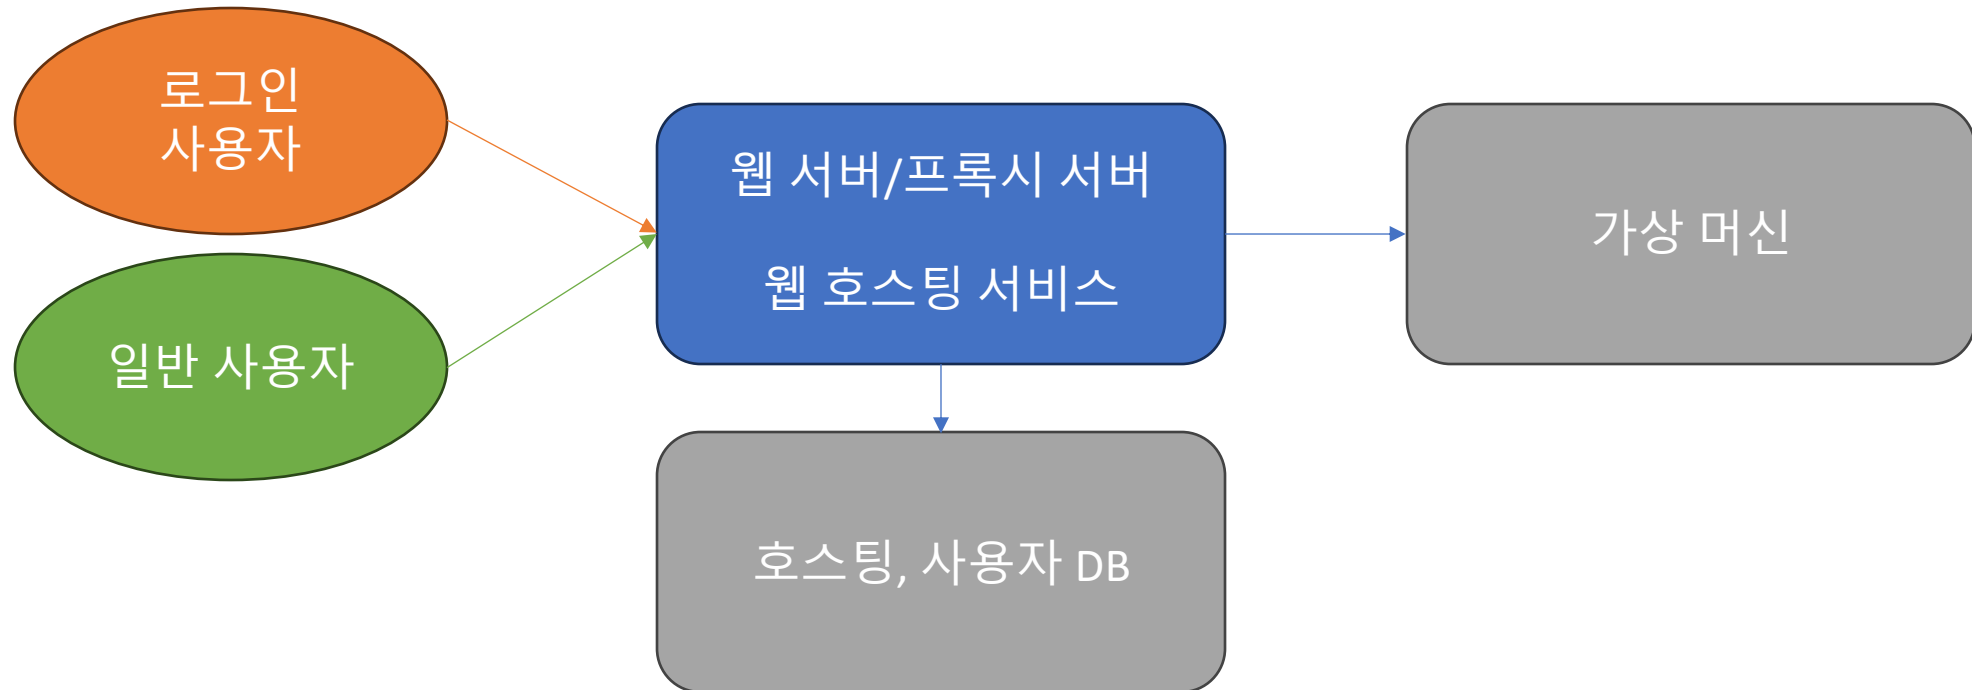 로그인
사용자
일반 사용자
웹 서버/프록시 서버
웹 호스팅 서비스
가상 머신
호스팅, 사용자 DB